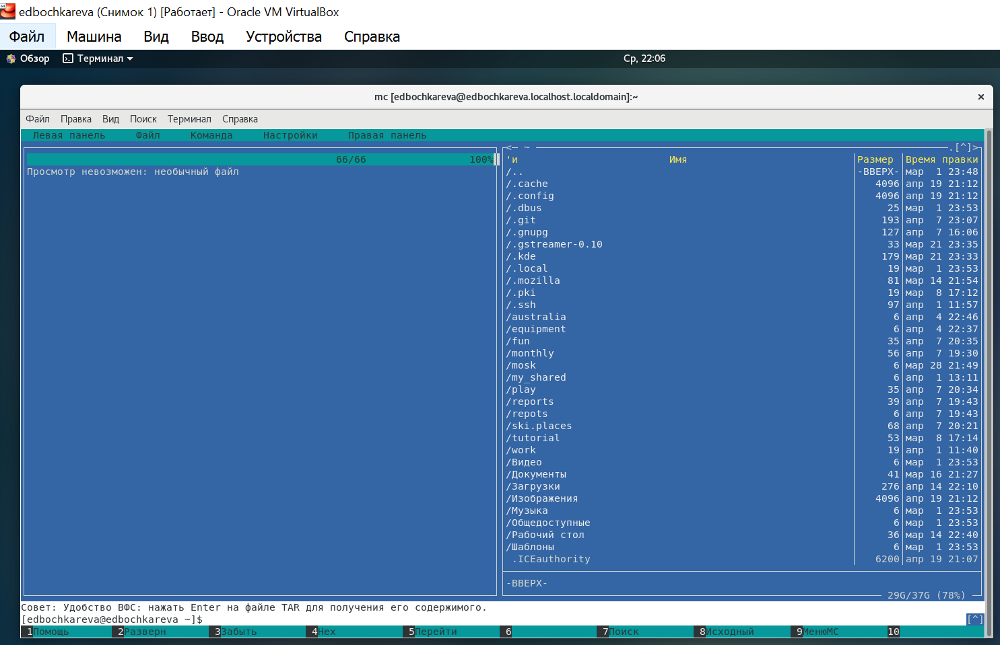 edbochkareva (Снимок 1) [Работает] - Oracle VM VirtualBox
Файл Машина Вид Ввод Устройства Справка
Обзор Терминал Ср, 22:06
mc [edbochkareva@edbochkareva.localhost.localdomain]:~
Файл Правка Вид Поиск Терминал Справка
Левая панель Файл Команда Настройки Правая панель
<─ ~ .[^]>
66/66 100%
Просмотр невозможен: необычный файл
'и Имя Размер Время правки
/.. -ВВЕРХ- мар 1 23:48
/.cache 4096 апр 19 21:12
/.config 4096 апр 19 21:12
/.dbus 25 мар 1 23:53
/.git 193 апр 7 23:07
/.gnupg 127 апр 7 16:06
/.gstreamer-0.10 33 мар 21 23:35
/.kde 179 мар 21 23:33
/.local 19 мар 1 23:53
/.mozilla 81 мар 14 21:54
/.pki 19 мар 8 17:12
/.ssh 97 апр 1 11:57
/australia 6 апр 4 22:46
/equipment 6 апр 4 22:37
/fun 35 апр 7 20:35
/monthly 56 апр 7 19:30
/mosk 6 мар 28 21:49
/my_shared 6 апр 1 13:11
/play 35 апр 7 20:34
/reports 39 апр 7 19:43
/repots 6 апр 7 19:43
/ski.places 68 апр 7 20:21
/tutorial 53 мар 8 17:14
/work 19 апр 1 11:40
/Видео 6 мар 1 23:53
/Документы 41 мар 16 21:27
/Загрузки 276 апр 14 22:10
/Изображения 4096 апр 19 21:12
/Музыка 6 мар 1 23:53
/Общедоступные 6 мар 1 23:53
/Рабочий стол 36 мар 14 22:40
/Шаблоны 6 мар 1 23:53
.ICEauthority 6200 апр 19 21:07
-ВВЕРХ-
29G/37G (78%)
Совет: Удобство ВФС: нажать Enter на файле TAR для получения его содержимого.
[edbochkareva@edbochkareva ~]$ [^]
1Помощь 2Разверн 3Забыть 4Hex 5Перейти 6 7Поиск 8Исходный 9МенюMC 10